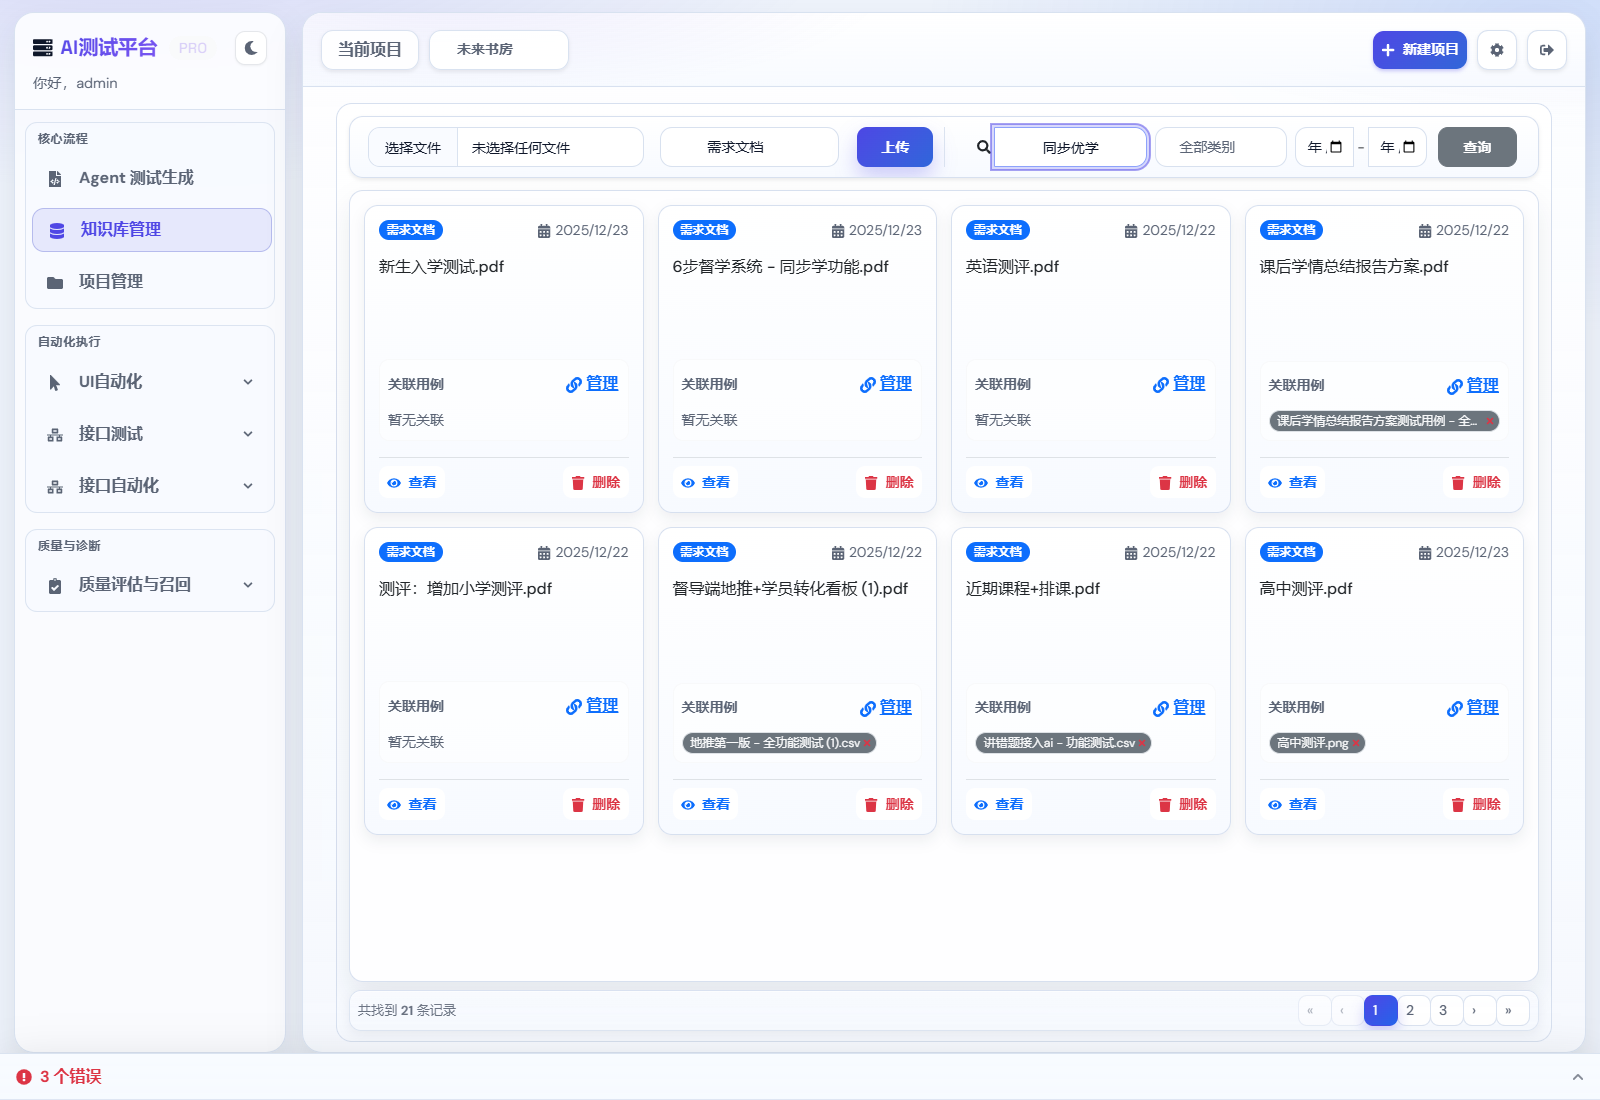 AI测试平台 PRO
你好，admin
核心流程
Agent 测试生成
知识库管理
项目管理
自动化执行
UI自动化
接口测试
接口自动化
质量与诊断
质量评估与召回
当前项目 未来书房 新建项目
选择文件 未选择任何文件 需求文档 上传 同步优学 全部类别 年 - 年 查询
需求文档 2025/12/23
新生入学测试.pdf
关联用例 管理
暂无关联
查看 删除
需求文档 2025/12/23
6步督学系统 - 同步学功能.pdf
关联用例 管理
暂无关联
查看 删除
需求文档 2025/12/22
英语测评.pdf
关联用例 管理
暂无关联
查看 删除
需求文档 2025/12/22
课后学情总结报告方案.pdf
关联用例 管理
课后学情总结报告方案测试用例 - 全... ×
查看 删除
需求文档 2025/12/22
测评：增加小学测评.pdf
关联用例 管理
暂无关联
查看 删除
需求文档 2025/12/22
督导端地推+学员转化看板 (1).pdf
关联用例 管理
地推第一版 - 全功能测试 (1).csv ×
查看 删除
需求文档 2025/12/22
近期课程+排课.pdf
关联用例 管理
讲错题接入ai - 功能测试.csv ×
查看 删除
需求文档 2025/12/23
高中测评.pdf
关联用例 管理
高中测评.png ×
查看 删除
共找到 21 条记录 « ‹ 1 2 3 › »
3 个错误